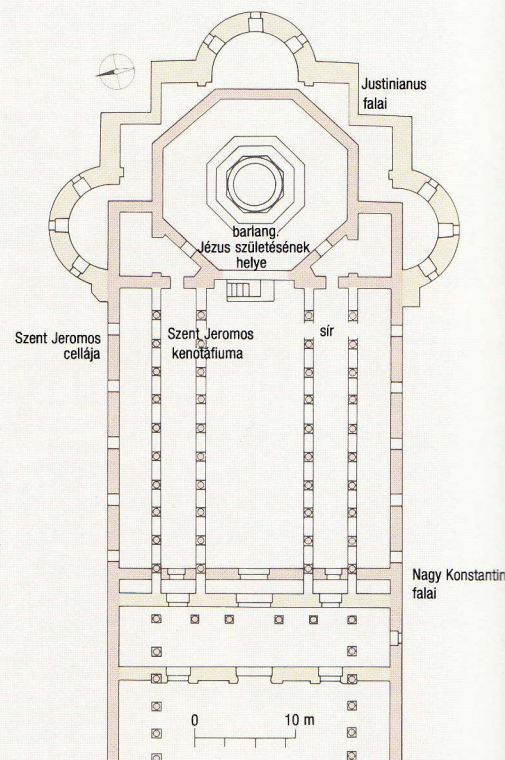 Justinianus
falai
barlang.
Jézus születésének
helye
Szent Jeromos
cellája
Szent Jeromos
kenotáfiuma
sír
Nagy Konstantin
falai
0
10 m